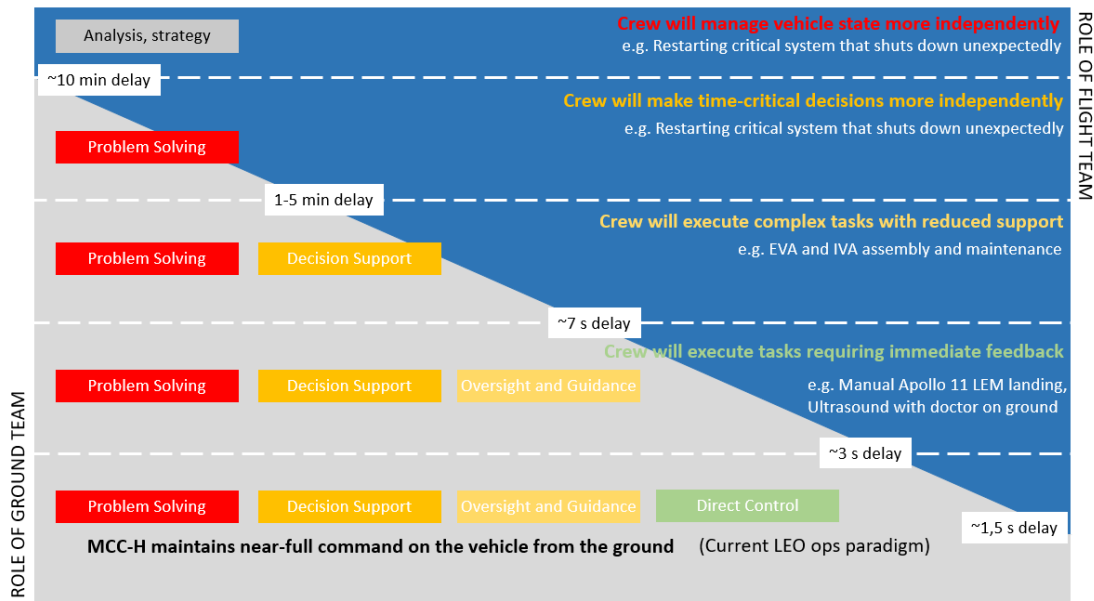 Analysis, strategy
Crew will manage vehicle state more independently
e.g. Restarting critical system that shuts down unexpectedly
~10 min delay
Crew will make time-critical decisions more independently
e.g. Restarting critical system that shuts down unexpectedly
Problem Solving
1-5 min delay
Crew will execute complex tasks with reduced support
e.g. EVA and IVA assembly and maintenance
Problem Solving
Decision Support
~7 s delay
Crew will execute tasks requiring immediate feedback
e.g. Manual Apollo 11 LEM landing,
Ultrasound with doctor on ground
Problem Solving
Decision Support
Oversight and Guidance
~3 s delay
Problem Solving
Decision Support
Oversight and Guidance
Direct Control
~1,5 s delay
MCC-H maintains near-full command on the vehicle from the ground (Current LEO ops paradigm)
ROLE OF GROUND TEAM
ROLE OF FLIGHT TEAM